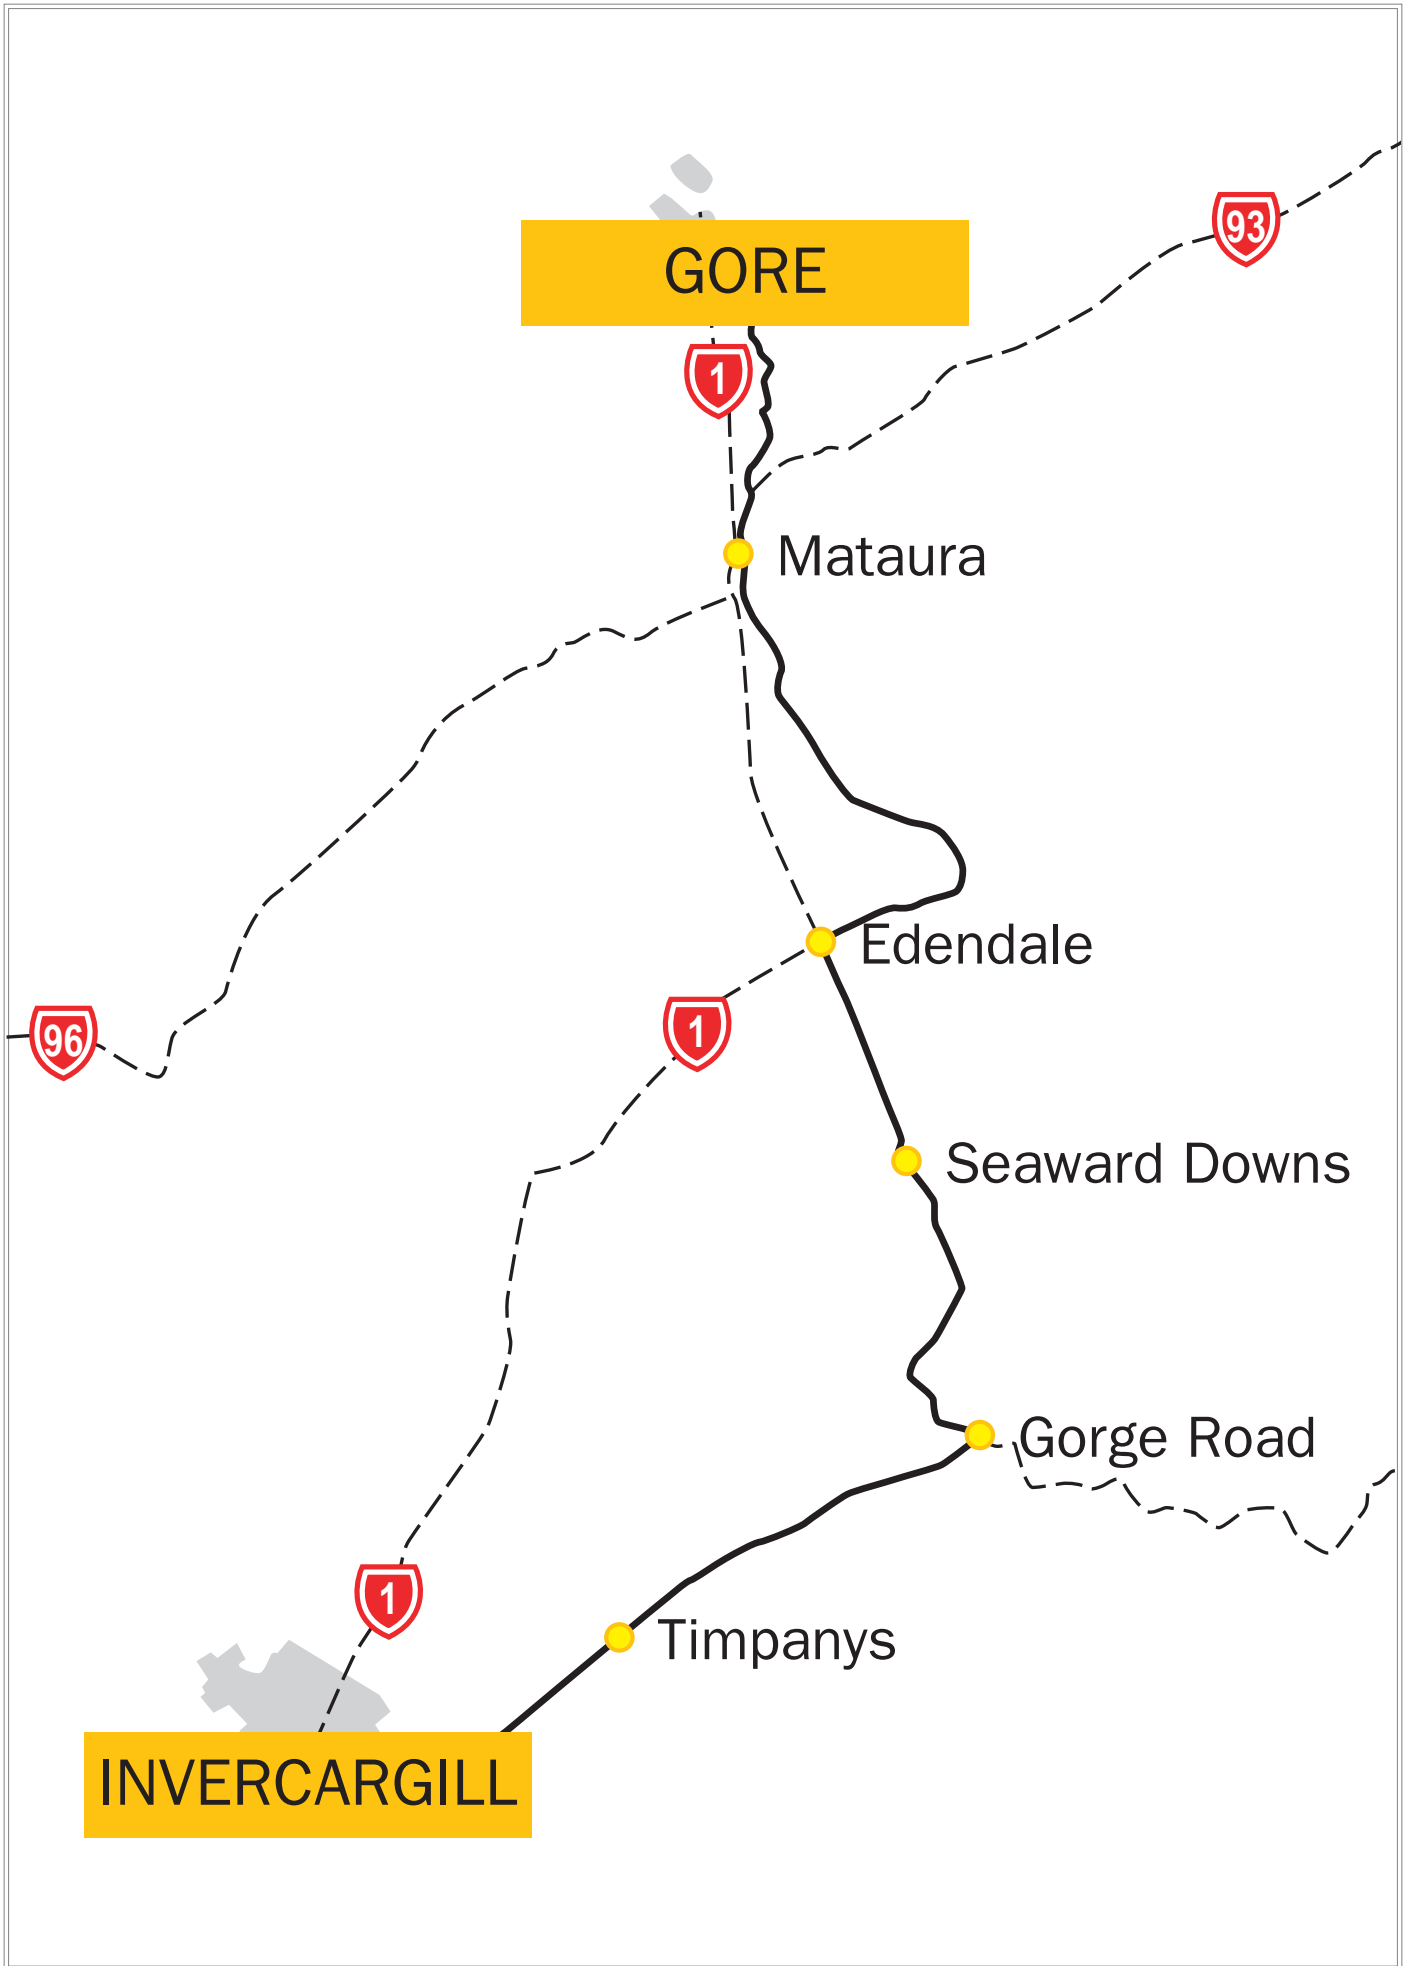 93
GORE
1
Mataura
Edendale
1
96
Seaward Downs
Gorge Road
1
Timpanys
INVERCARGILL